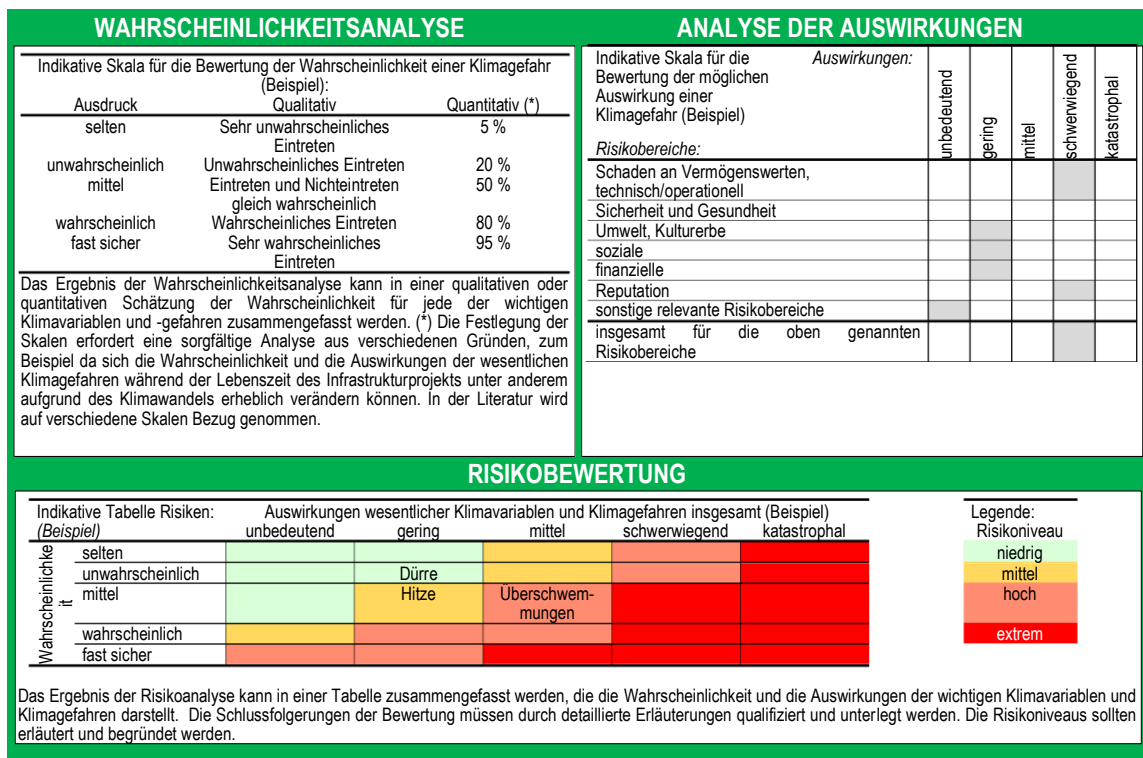 WAHRSCHEINLICHKEITSANALYSE
Indikative Skala für die Bewertung der Wahrscheinlichkeit einer Klimagefahr
(Beispiel):
Ausdruck Qualitativ Quantitativ (*)
selten Sehr unwahrscheinliches 5 %
Eintreten
unwahrscheinlich Unwahrscheinliches Eintreten 20 %
mittel Eintreten und Nichteintreten 50 %
gleich wahrscheinlich
wahrscheinlich Wahrscheinliches Eintreten 80 %
fast sicher Sehr wahrscheinliches 95 %
Eintreten
Das Ergebnis der Wahrscheinlichkeitsanalyse kann in einer qualitativen oder
quantitativen Schätzung der Wahrscheinlichkeit für jede der wichtigen
Klimavariablen und -gefahren zusammengefasst werden. (*) Die Festlegung der
Skalen erfordert eine sorgfältige Analyse aus verschiedenen Gründen, zum
Beispiel da sich die Wahrscheinlichkeit und die Auswirkungen der wesentlichen
Klimagefahren während der Lebenszeit des Infrastrukturprojekts unter anderem
aufgrund des Klimawandels erheblich verändern können. In der Literatur wird
auf verschiedene Skalen Bezug genommen.
ANALYSE DER AUSWIRKUNGEN
Indikative Skala für die Auswirkungen:
Bewertung der möglichen
Auswirkung einer
Klimagefahr (Beispiel)
Risikobereiche:
unbedeutend
gering
mittel
schwerwiegend
katastrophal
Schaden an Vermögenswerten,
technisch/operationell
Sicherheit und Gesundheit
Umwelt, Kulturerbe
soziale
finanzielle
Reputation
sonstige relevante Risikobereiche
insgesamt für die oben genannten
Risikobereiche
RISIKOBEWERTUNG
Indikative Tabelle Risiken: Auswirkungen wesentlicher Klimavariablen und Klimagefahren insgesamt (Beispiel)
(Beispiel) unbedeutend gering mittel schwerwiegend katastrophal
Wahrscheinlichke
it
selten
unwahrscheinlich Dürre
mittel Hitze Überschwem-
mungen
wahrscheinlich
fast sicher
Legende:
Risikoniveau
niedrig
mittel
hoch
extrem
Das Ergebnis der Risikoanalyse kann in einer Tabelle zusammengefasst werden, die die Wahrscheinlichkeit und die Auswirkungen der wichtigen Klimavariablen und
Klimagefahren darstellt. Die Schlussfolgerungen der Bewertung müssen durch detaillierte Erläuterungen qualifiziert und unterlegt werden. Die Risikoniveaus sollten
erläutert und begründet werden.